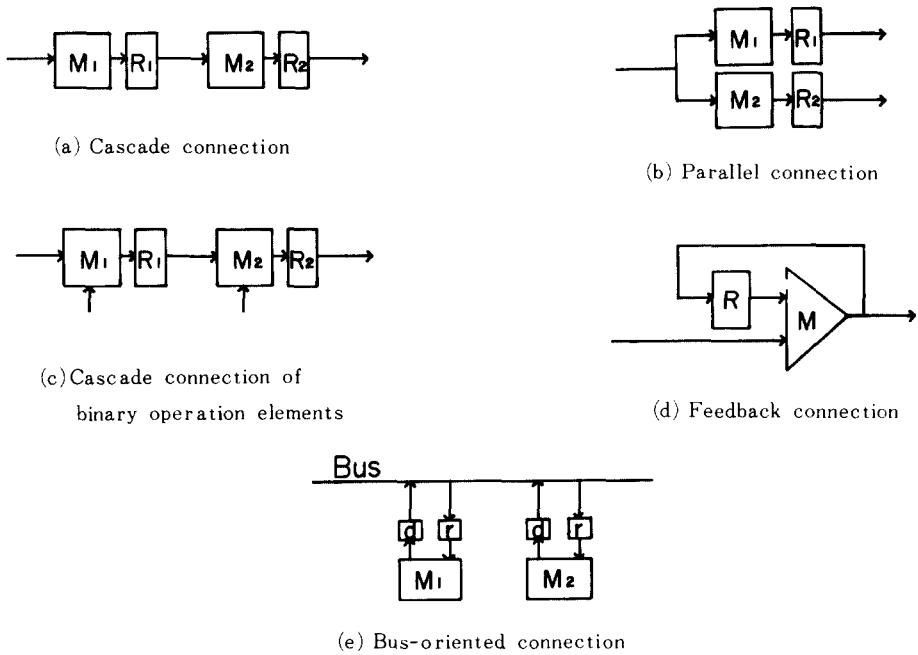 M1 R1 M2 R2
(a) Cascade connection
M1 R1
M2 R2
(b) Parallel connection
M1 R1 M2 R2
(c) Cascade connection of
binary operation elements
R
M
(d) Feedback connection
Bus
d r d r
M1 M2
(e) Bus-oriented connection